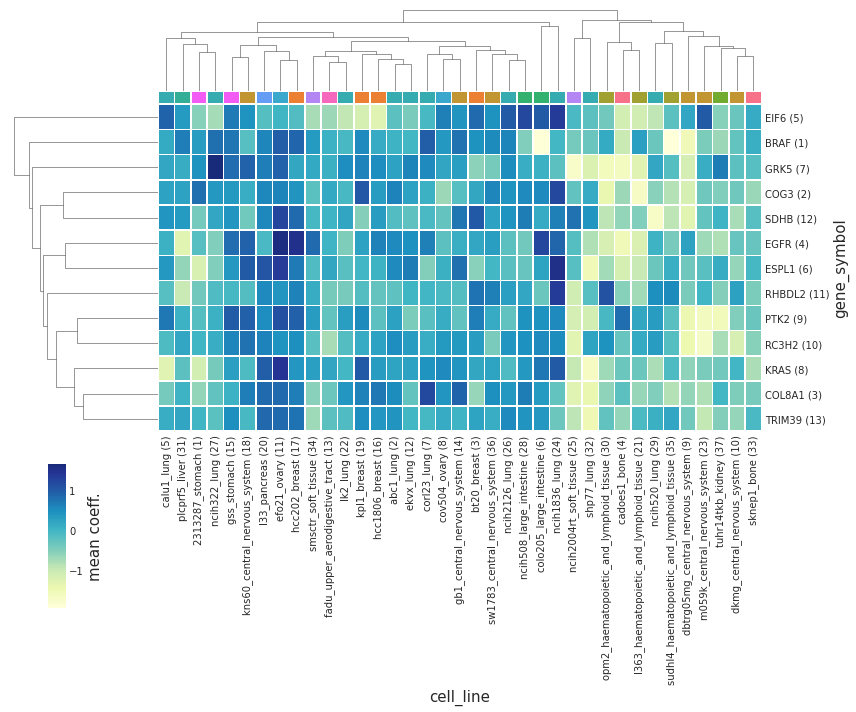 EIF6 (5)
BRAF (1)
GRK5 (7)
COG3 (2)
SDHB (12)
EGFR (4)
ESPL1 (6)
RHBDL2 (11)
PTK2 (9)
RC3H2 (10)
KRAS (8)
COL8A1 (3)
TRIM39 (13)
gene_symbol
calu1_lung (5)
plcprf5_liver (31)
2313287_stomach (1)
ncih322_lung (27)
gss_stomach (15)
kns60_central_nervous_system (18)
l33_pancreas (20)
efo21_ovary (11)
hcc202_breast (17)
smsctr_soft_tissue (34)
fadu_upper_aerodigestive_tract (13)
lk2_lung (22)
kpl1_breast (19)
hcc1806_breast (16)
abc1_lung (2)
ekvx_lung (12)
corl23_lung (7)
cov504_ovary (8)
gb1_central_nervous_system (14)
bt20_breast (3)
sw1783_central_nervous_system (36)
ncih2126_lung (26)
ncih508_large_intestine (28)
colo205_large_intestine (6)
ncih1836_lung (24)
ncih2004rt_soft_tissue (25)
shp77_lung (32)
opm2_haematopoietic_and_lymphoid_tissue (30)
cadoes1_bone (4)
l363_haematopoietic_and_lymphoid_tissue (21)
ncih520_lung (29)
sudhl4_haematopoietic_and_lymphoid_tissue (35)
dbtrg05mg_central_nervous_system (9)
m059k_central_nervous_system (23)
tuhr14tkb_kidney (37)
dkmg_central_nervous_system (10)
sknep1_bone (33)
cell_line
1
0
−1
mean coeff.